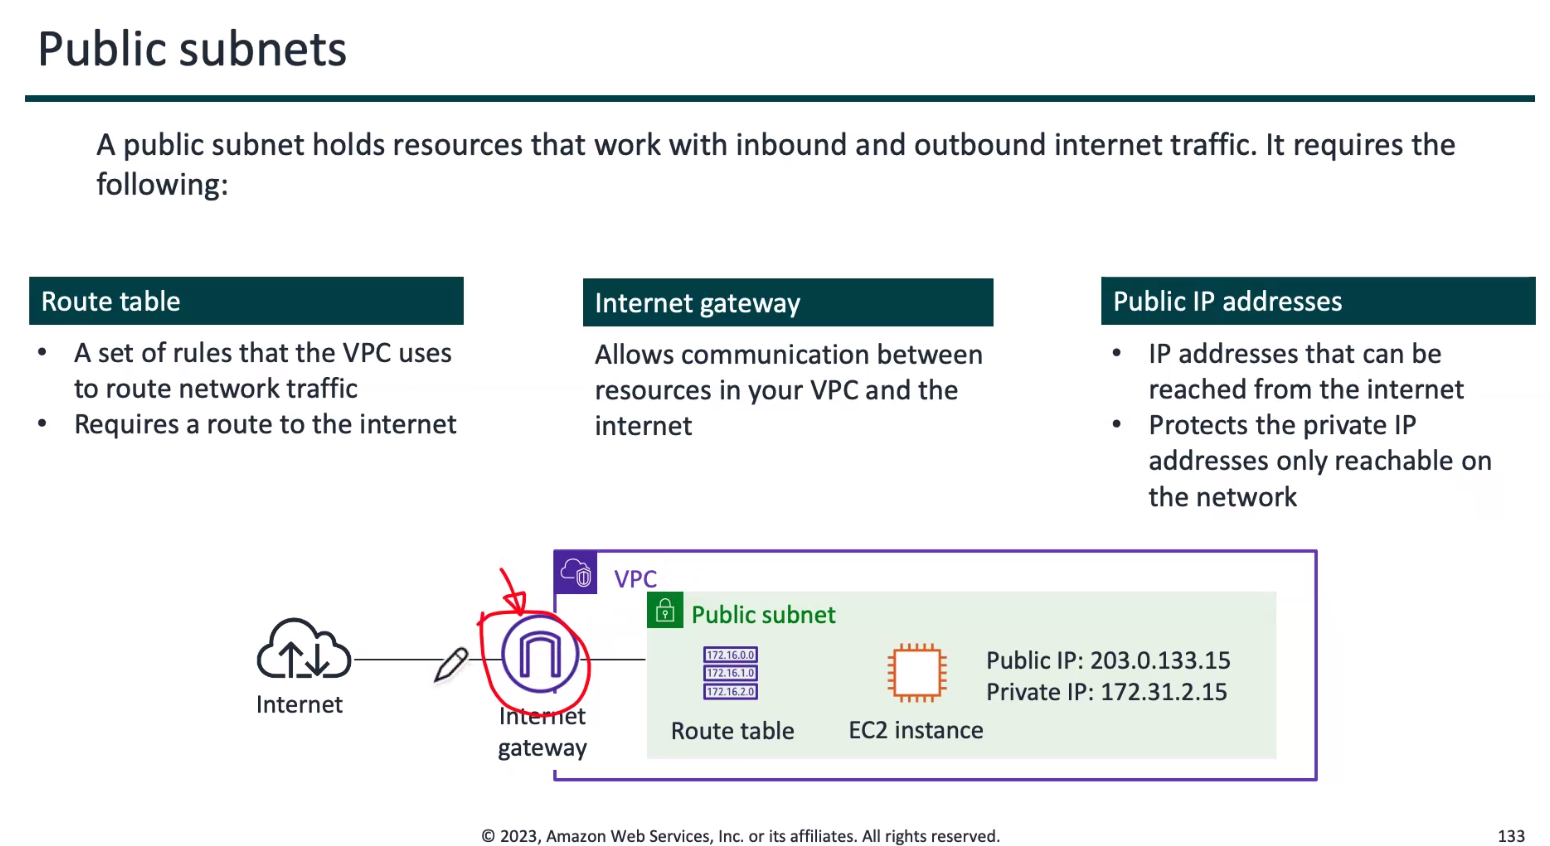 Public subnets
A public subnet holds resources that work with inbound and outbound internet traffic. It requires the
following:
Route table
• A set of rules that the VPC uses
to route network traffic
• Requires a route to the internet
Internet gateway
Allows communication between
resources in your VPC and the
internet
Public IP addresses
• IP addresses that can be
reached from the internet
• Protects the private IP
addresses only reachable on
the network
VPC
Public subnet
Internet
Internet
gateway
172.16.0.0
172.16.1.0
172.16.2.0
Route table
EC2 instance
Public IP: 203.0.133.15
Private IP: 172.31.2.15
© 2023, Amazon Web Services, Inc. or its affiliates. All rights reserved.
133